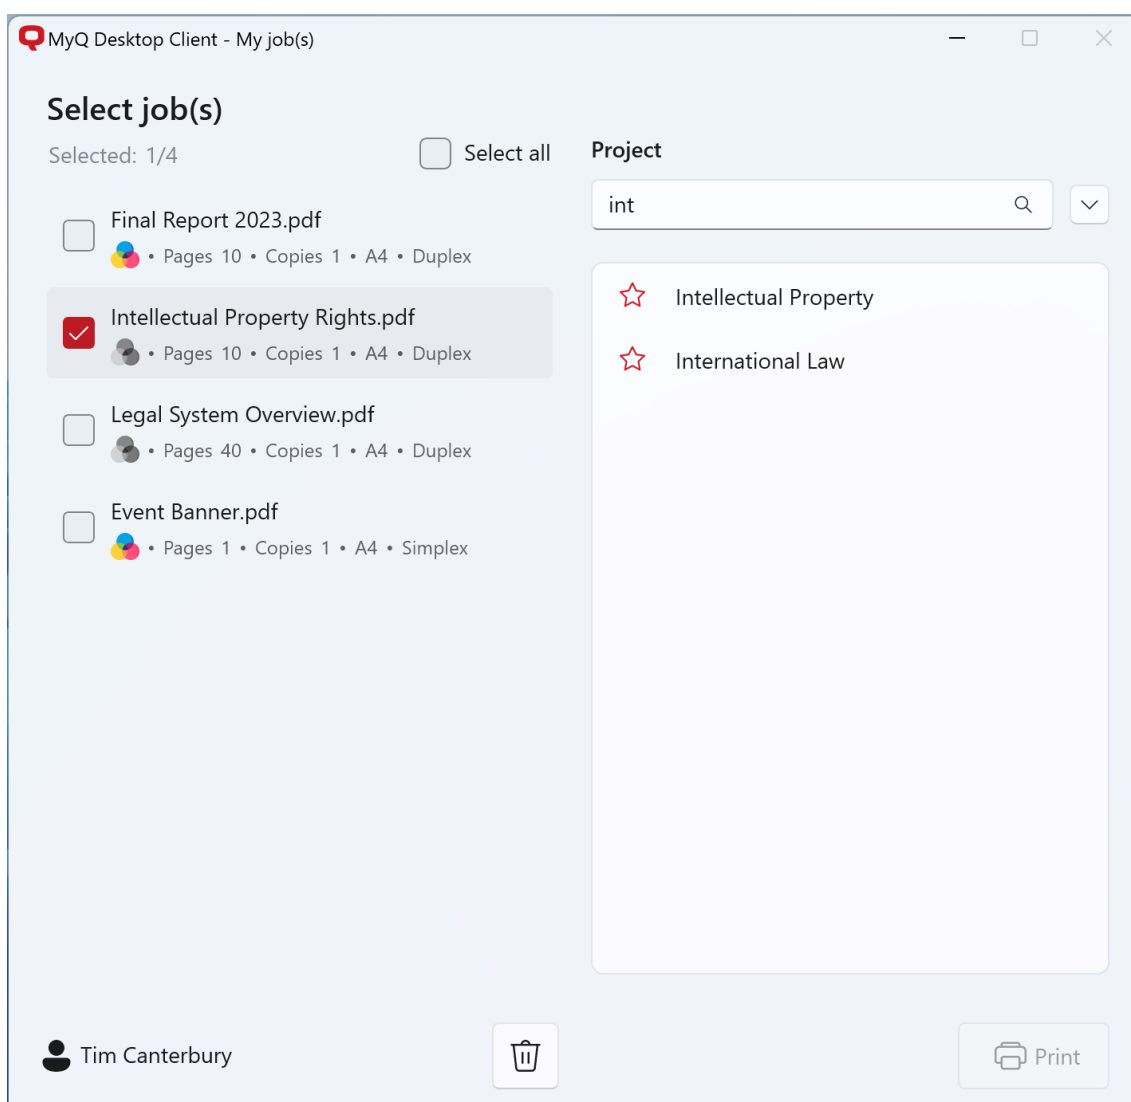 MyQ Desktop Client - My job(s)
Select job(s)
Selected: 1/4
Select all
Final Report 2023.pdf
• Pages 10 • Copies 1 • A4 • Duplex
Intellectual Property Rights.pdf
• Pages 10 • Copies 1 • A4 • Duplex
Legal System Overview.pdf
• Pages 40 • Copies 1 • A4 • Duplex
Event Banner.pdf
• Pages 1 • Copies 1 • A4 • Simplex
Project
int
Intellectual Property
International Law
Tim Canterbury
Print